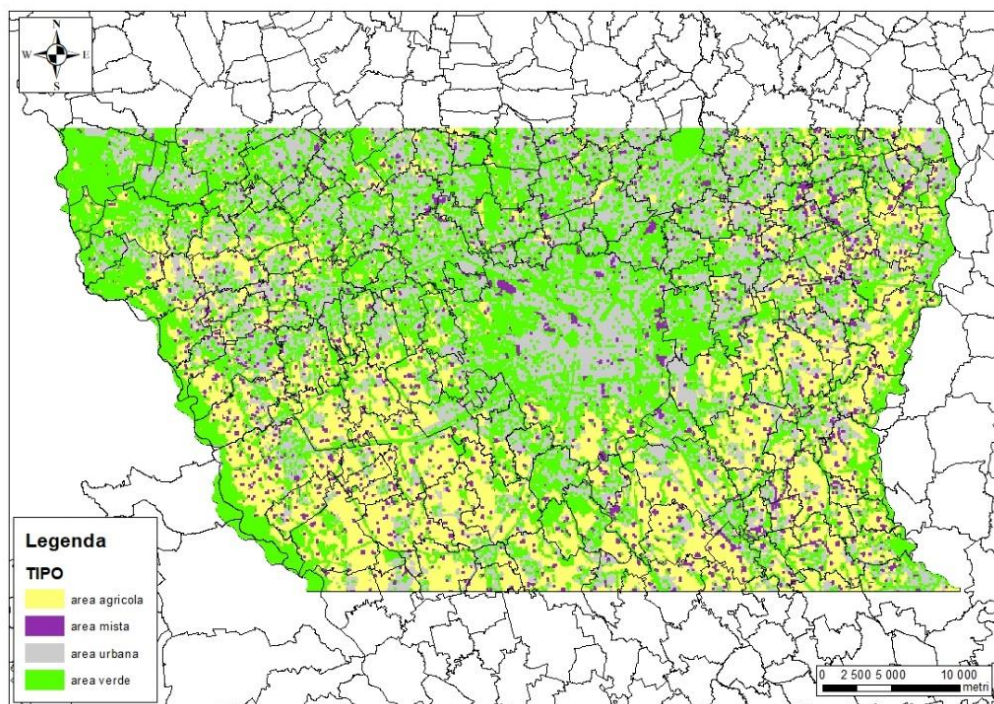 N
W E
S
Legenda
TIPO
area agricola
area mista
area urbana
area verde
0 2 500 5 000 10 000
metri